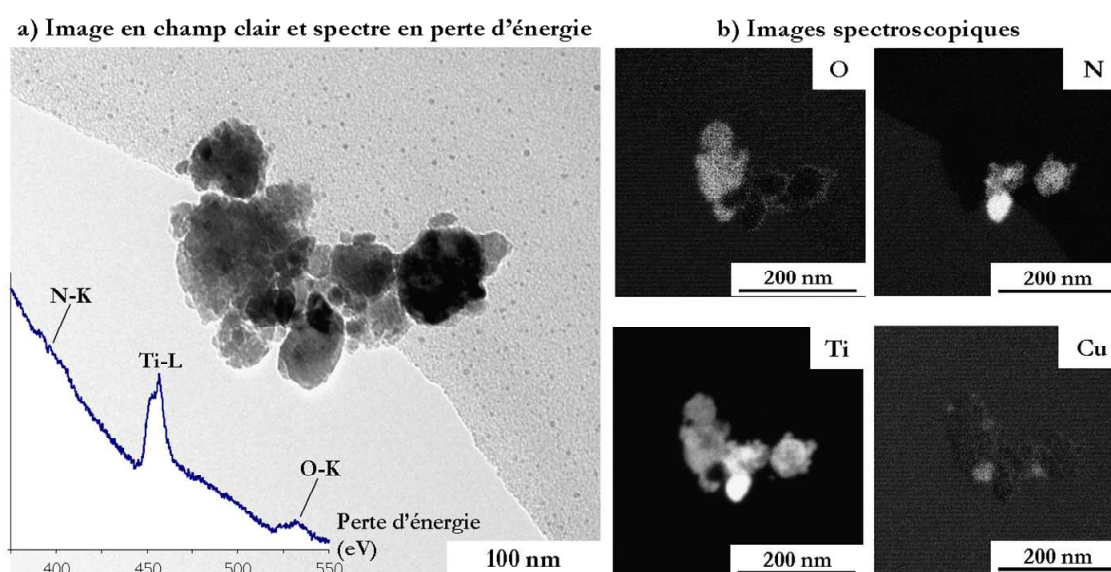 a) Image en champ clair et spectre en perte d'énergie
N-K
Ti-L
O-K
Perte d'énergie
(eV)
400
450
500
550
100 nm
b) Images spectroscopiques
O
200 nm
N
200 nm
Ti
200 nm
Cu
200 nm